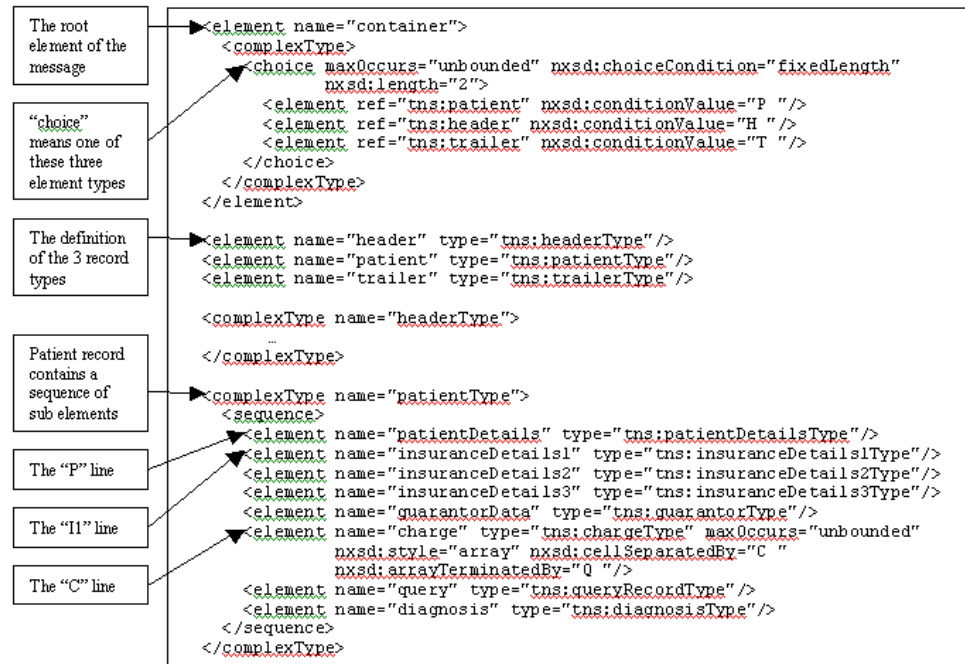 The root
element of the
message
"choice"
means one of
these three
element types
The definition
of the 3 record
types
Patient record
contains a
sequence of
sub elements
The "P" line
The "I1" line
The "C" line
<element name="container">
<complexType>
<choice maxOccurs="unbounded" nxsd:choiceCondition="fixedLength"
nxsd:length="2">
<element ref="tns:patient" nxsd:conditionValue="P "/>
<element ref="tns:header" nxsd:conditionValue="H "/>
<element ref="tns:trailer" nxsd:conditionValue="T "/>
</choice>
</complexType>
</element>
<element name="header" type="tns:headerType"/>
<element name="patient" type="tns:patientType"/>
<element name="trailer" type="tns:trailerType"/>
<complexType name="headerType">
…
</complexType>
<complexType name="patientType">
<sequence>
<element name="patientDetails" type="tns:patientDetailsType"/>
<element name="insuranceDetails1" type="tns:insuranceDetails1Type"/>
<element name="insuranceDetails2" type="tns:insuranceDetails2Type"/>
<element name="insuranceDetails3" type="tns:insuranceDetails3Type"/>
<element name="guarantorData" type="tns:guarantorType"/>
<element name="charge" type="tns:chargeType" maxOccurs="unbounded"
nxsd:style="array" nxsd:cellSeparatedBy="C "
nxsd:arrayTerminatedBy="Q "/>
<element name="query" type="tns:queryRecordType"/>
<element name="diagnosis" type="tns:diagnosisType"/>
</sequence>
</complexType>